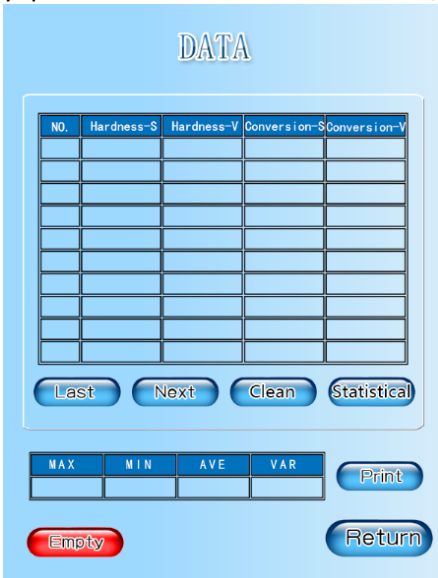 DATA
NO. Hardness-S Hardness-V Conversion-S Conversion-V
Last Next Clean Statistical
MAX MIN AVE VAR
Print
Empty
Return